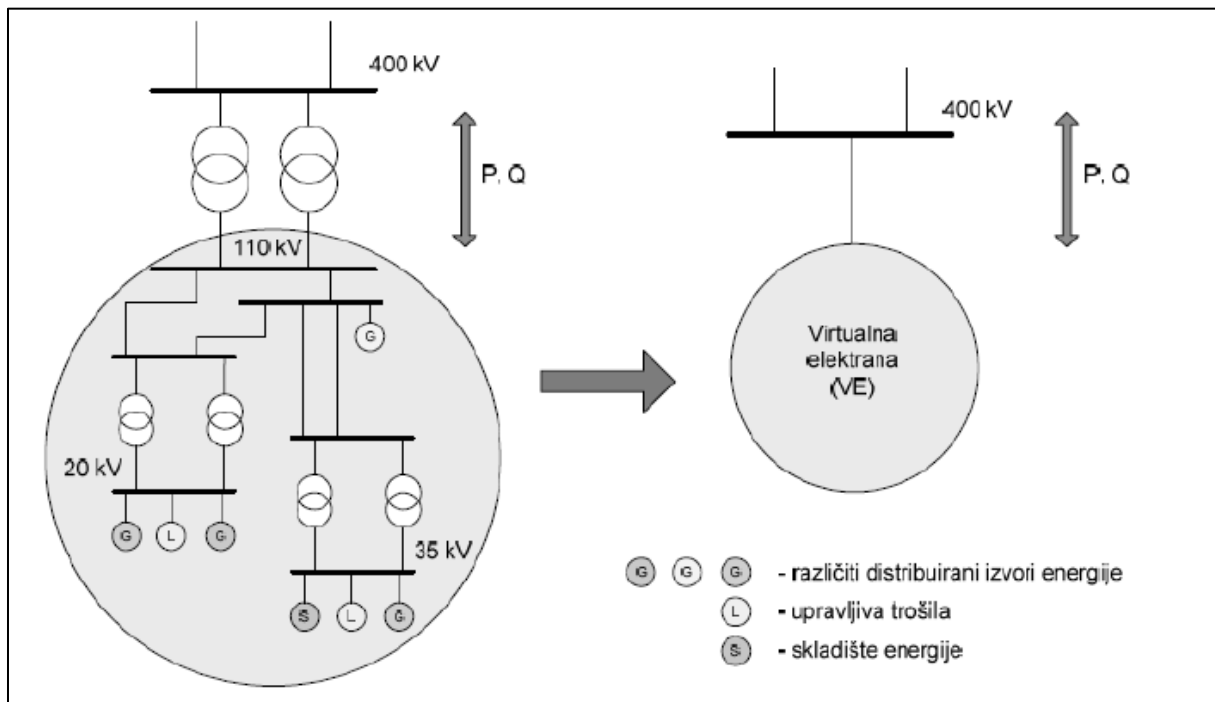 400 kV
P, Q
110 kV
G
20 kV
G L G
35 kV
S L G
400 kV
P, Q
Virtualna
elektrana
(VE)
G G G - različiti distribuirani izvori energije
L - upravljiva trošila
S - skladište energije